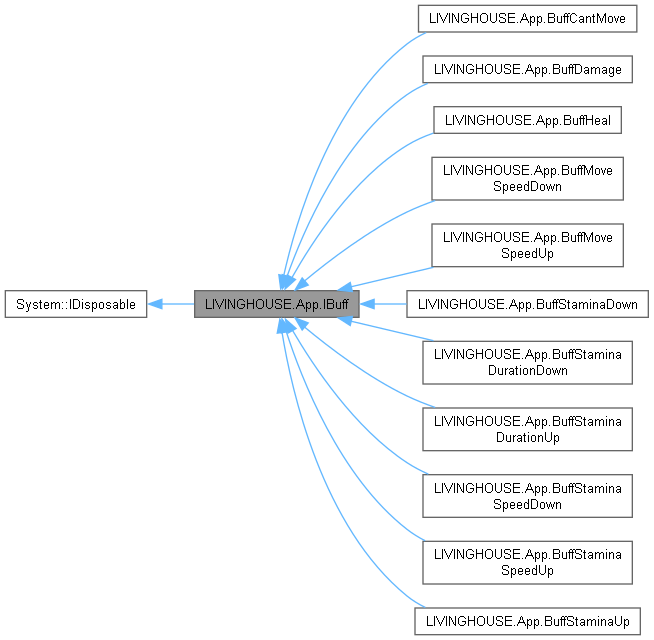 LIVINGHOUSE.App.BuffCantMove
LIVINGHOUSE.App.BuffDamage
LIVINGHOUSE.App.BuffHeal
LIVINGHOUSE.App.BuffMove
SpeedDown
LIVINGHOUSE.App.BuffMove
SpeedUp
System::IDisposable
LIVINGHOUSE.App.IBuff
LIVINGHOUSE.App.BuffStaminaDown
LIVINGHOUSE.App.BuffStamina
DurationDown
LIVINGHOUSE.App.BuffStamina
DurationUp
LIVINGHOUSE.App.BuffStamina
SpeedDown
LIVINGHOUSE.App.BuffStamina
SpeedUp
LIVINGHOUSE.App.BuffStaminaUp